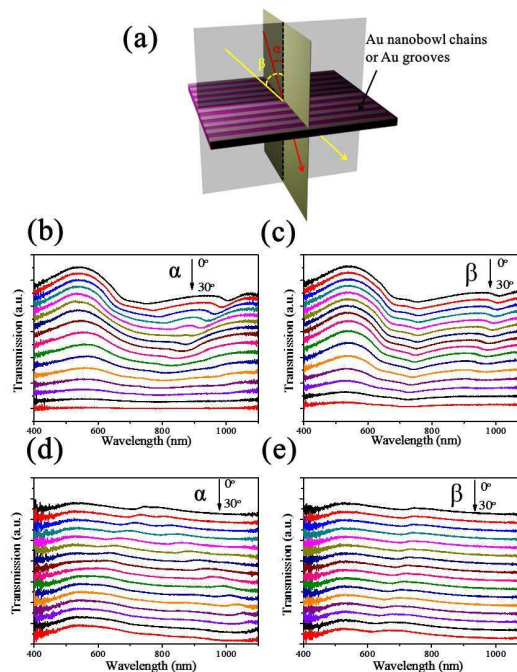 (a)
α
β
Au nanobowl chains
or Au grooves
(b)
α
0°
30°
Transmission (a.u.)
400 600 800 1000
Wavelength (nm)
(c)
β
0°
30°
Transmission (a.u.)
400 600 800 1000
Wavelength (nm)
(d)
α
0°
30°
Transmission (a.u.)
400 600 800 1000
Wavelength (nm)
(e)
β
0°
30°
Transmission (a.u.)
400 600 800 1000
Wavelength (nm)